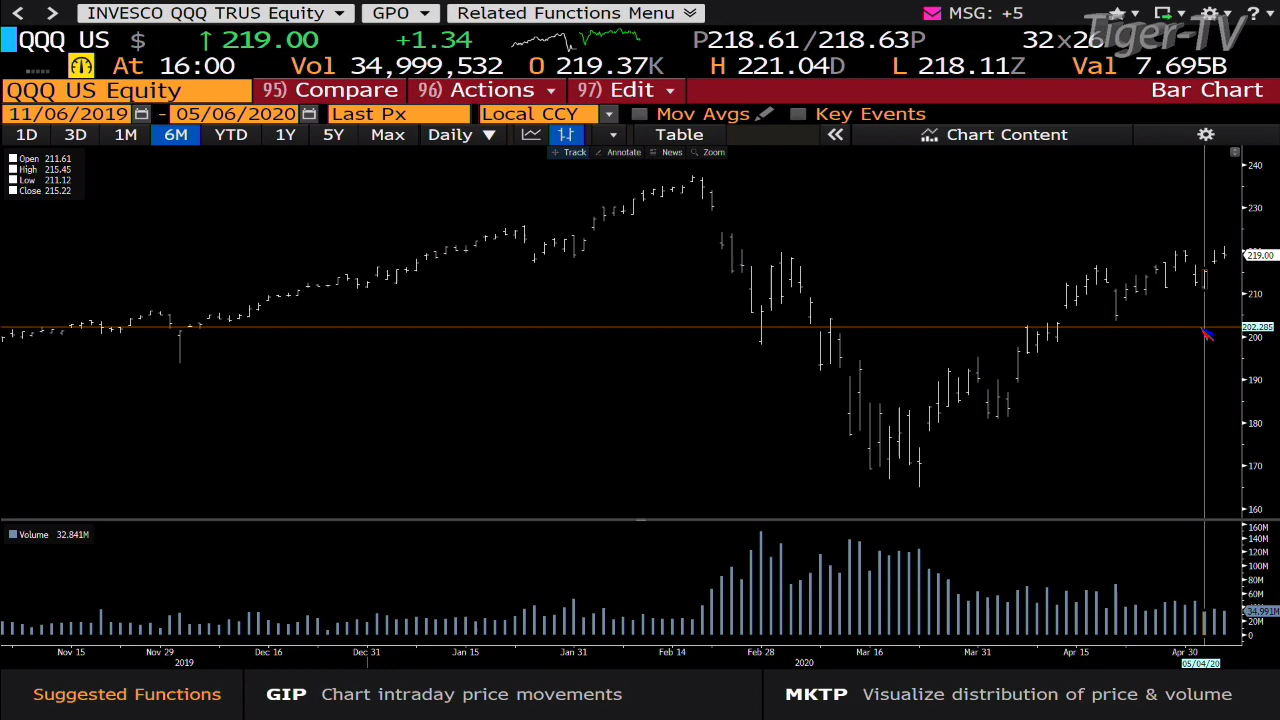 INVESCO QQQ TRUS Equity GPO Related Functions Menu MSG: +5 ?
Tiger-TV
QQQ US $ ↑ 219.00 +1.34 P218.61/218.63P
At 16:00 Vol 34,999,532 O 219.37K H 221.04D L 218.11Z Val 7.695B
QQQ US Equity 95) Compare 96) Actions 97) Edit Bar Chart
11/06/2019 - 05/06/2020 Last Px Local CCY Mov Avgs Key Events
1D 3D 1M 6M YTD 1Y 5Y Max Daily Table Chart Content
Track Annotate News Zoom
Open 211.61
High 215.45
Low 211.12
Close 215.22
240
230
219.00
210
202.285
200
190
180
170
160
Volume 32.841M
160M
140M
120M
100M
80M
60M
34.991M
20M
0
Nov 15 Nov 29 Dec 16 Dec 31 Jan 15 Jan 31 Feb 14 Feb 28 Mar 16 Mar 31 Apr 15 Apr 30
2019 2020 05/04/20
Suggested Functions GIP Chart intraday price movements MKTP Visualize distribution of price & volume